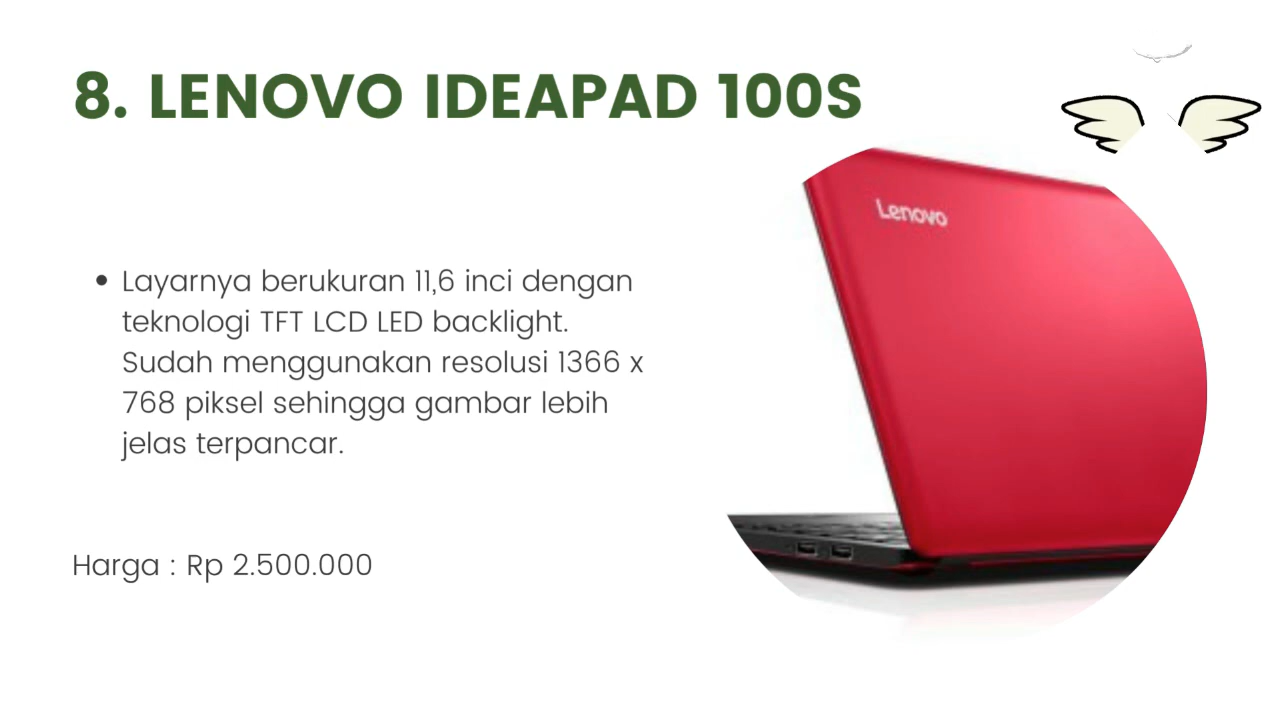 8. LENOVO IDEAPAD 100S
Lenovo
• Layarnya berukuran 11,6 inci dengan
teknologi TFT LCD LED backlight.
Sudah menggunakan resolusi 1366 x
768 piksel sehingga gambar lebih
jelas terpancar.
Harga : Rp 2.500.000